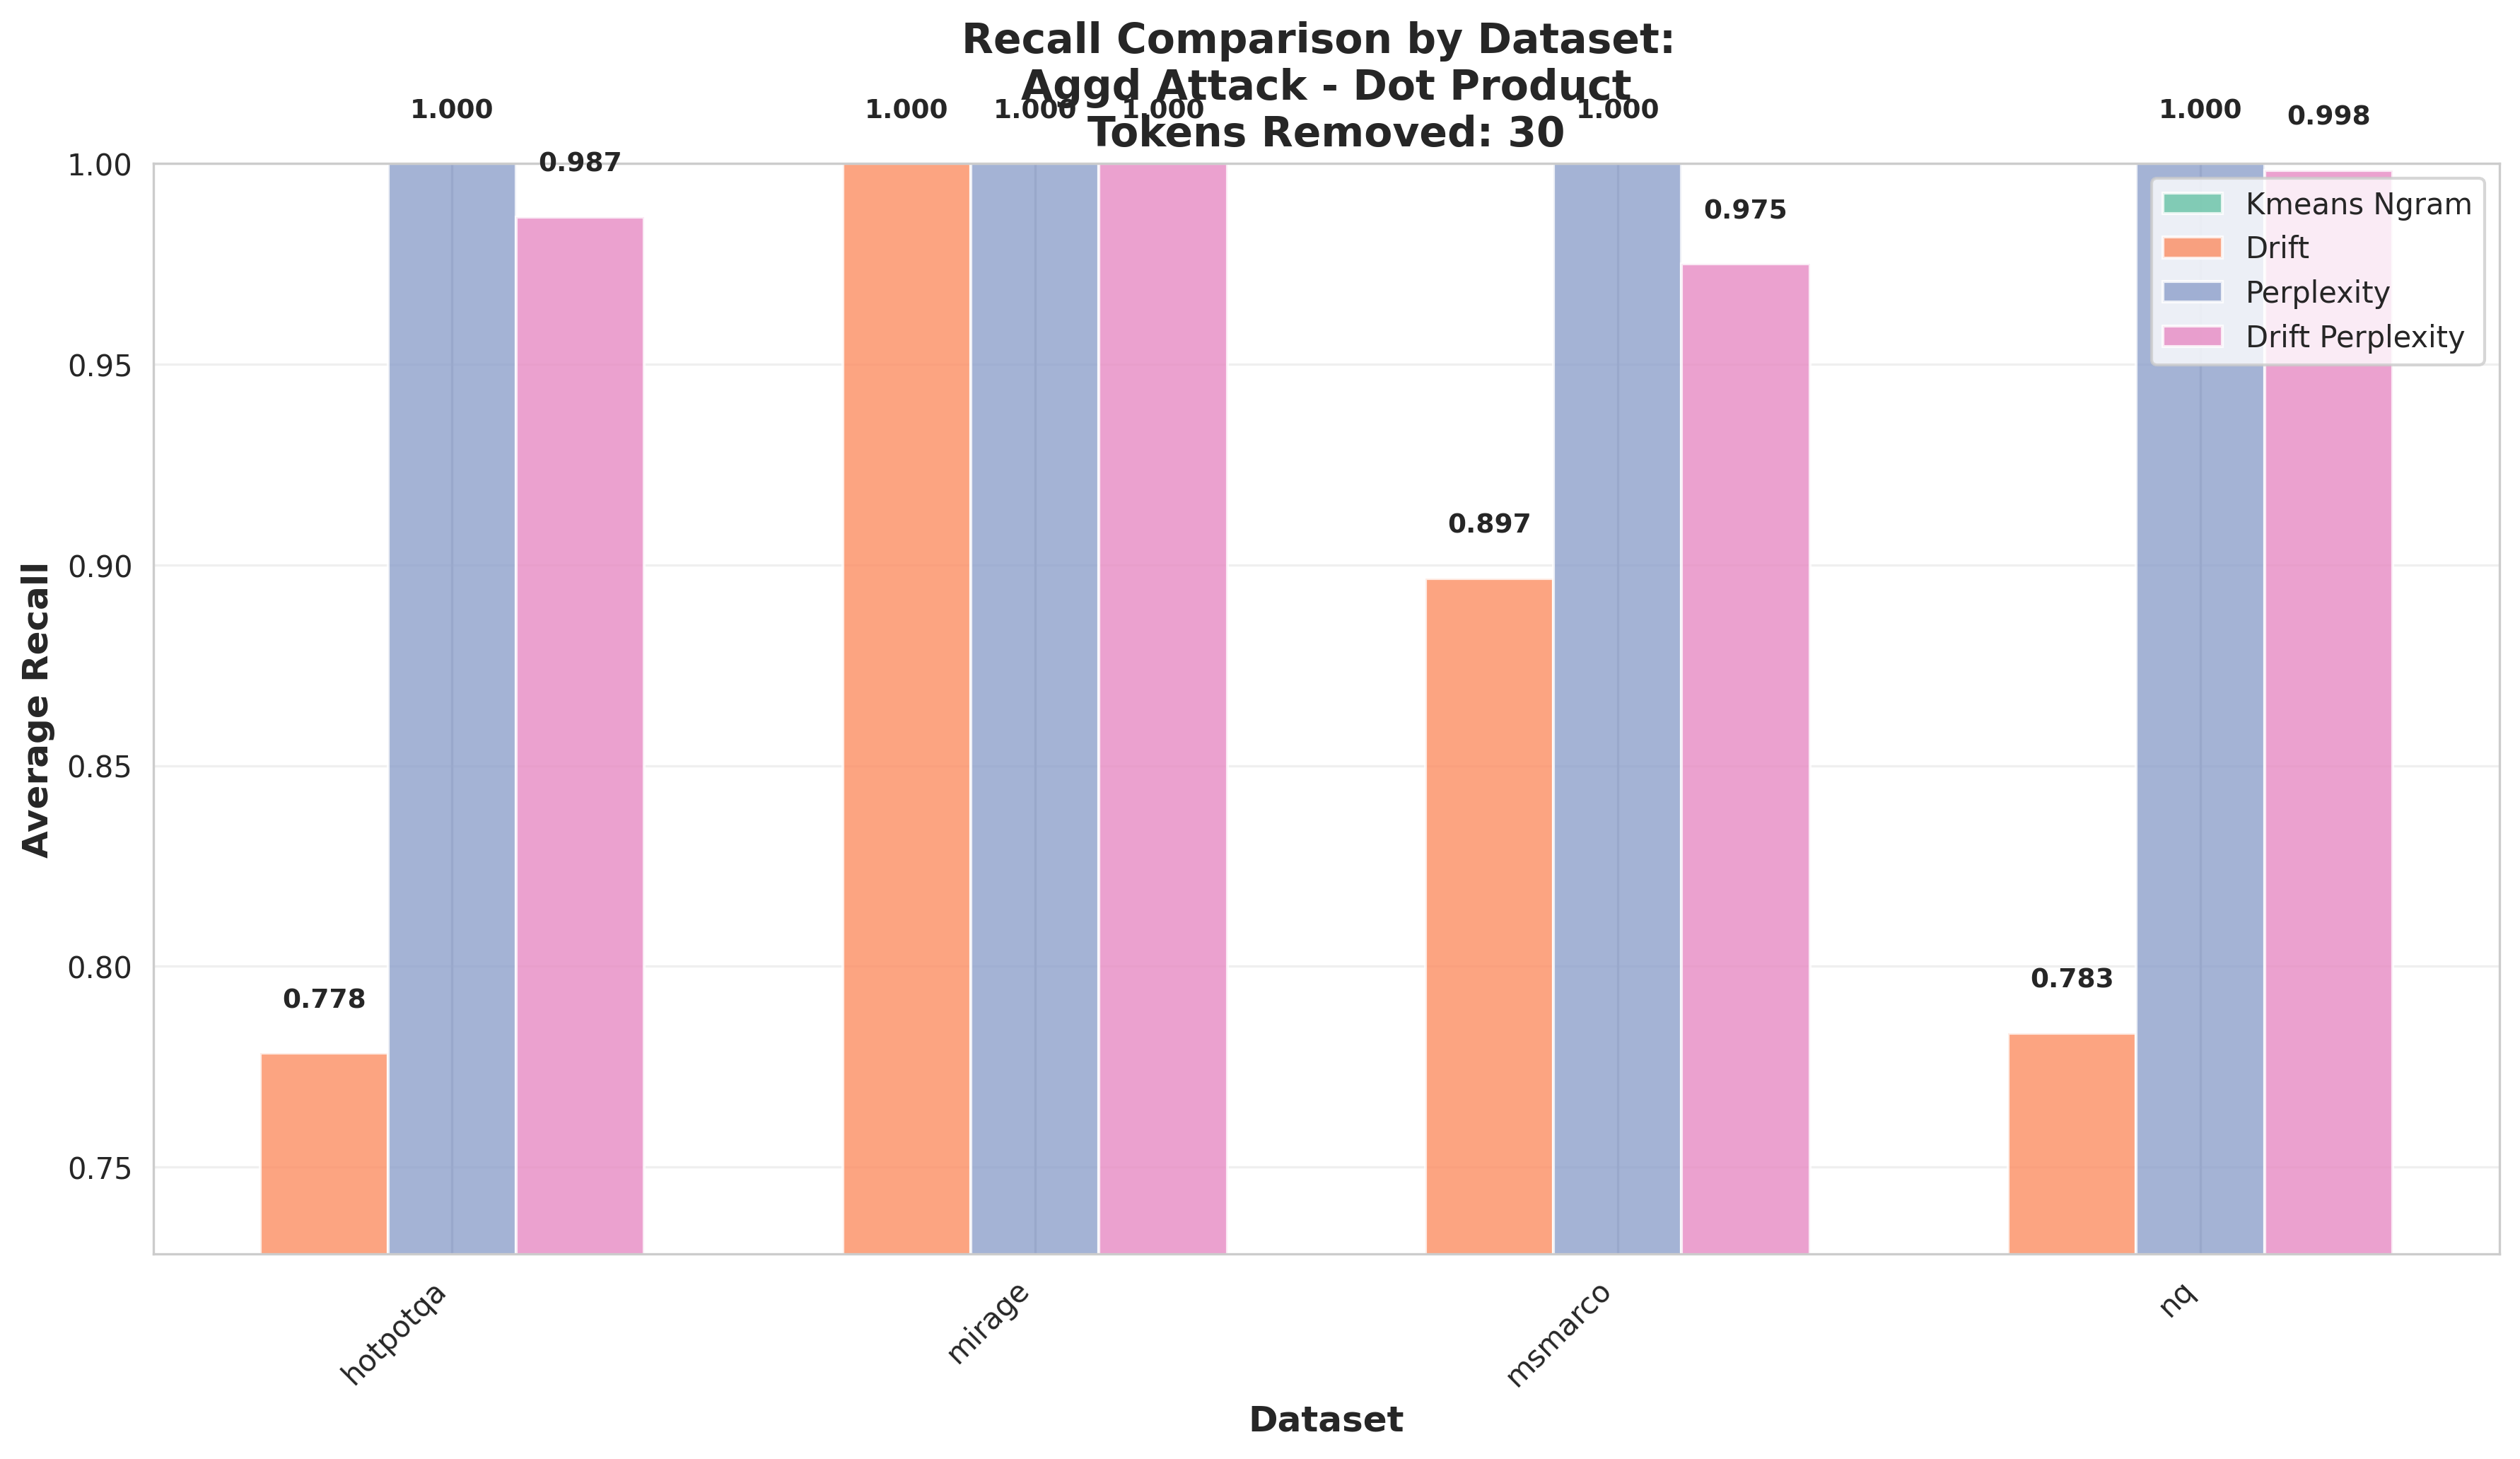 Recall Comparison by Dataset:
Aggd Attack - Dot Product
Tokens Removed: 30
1.000
1.000
1.000
1.000
1.000
1.000
0.998
0.987
0.975
0.897
0.778
0.783
Kmeans Ngram
Drift
Perplexity
Drift Perplexity
Average Recall
1.00
0.95
0.90
0.85
0.80
0.75
hotpotqa
mirage
msmarco
nq
Dataset